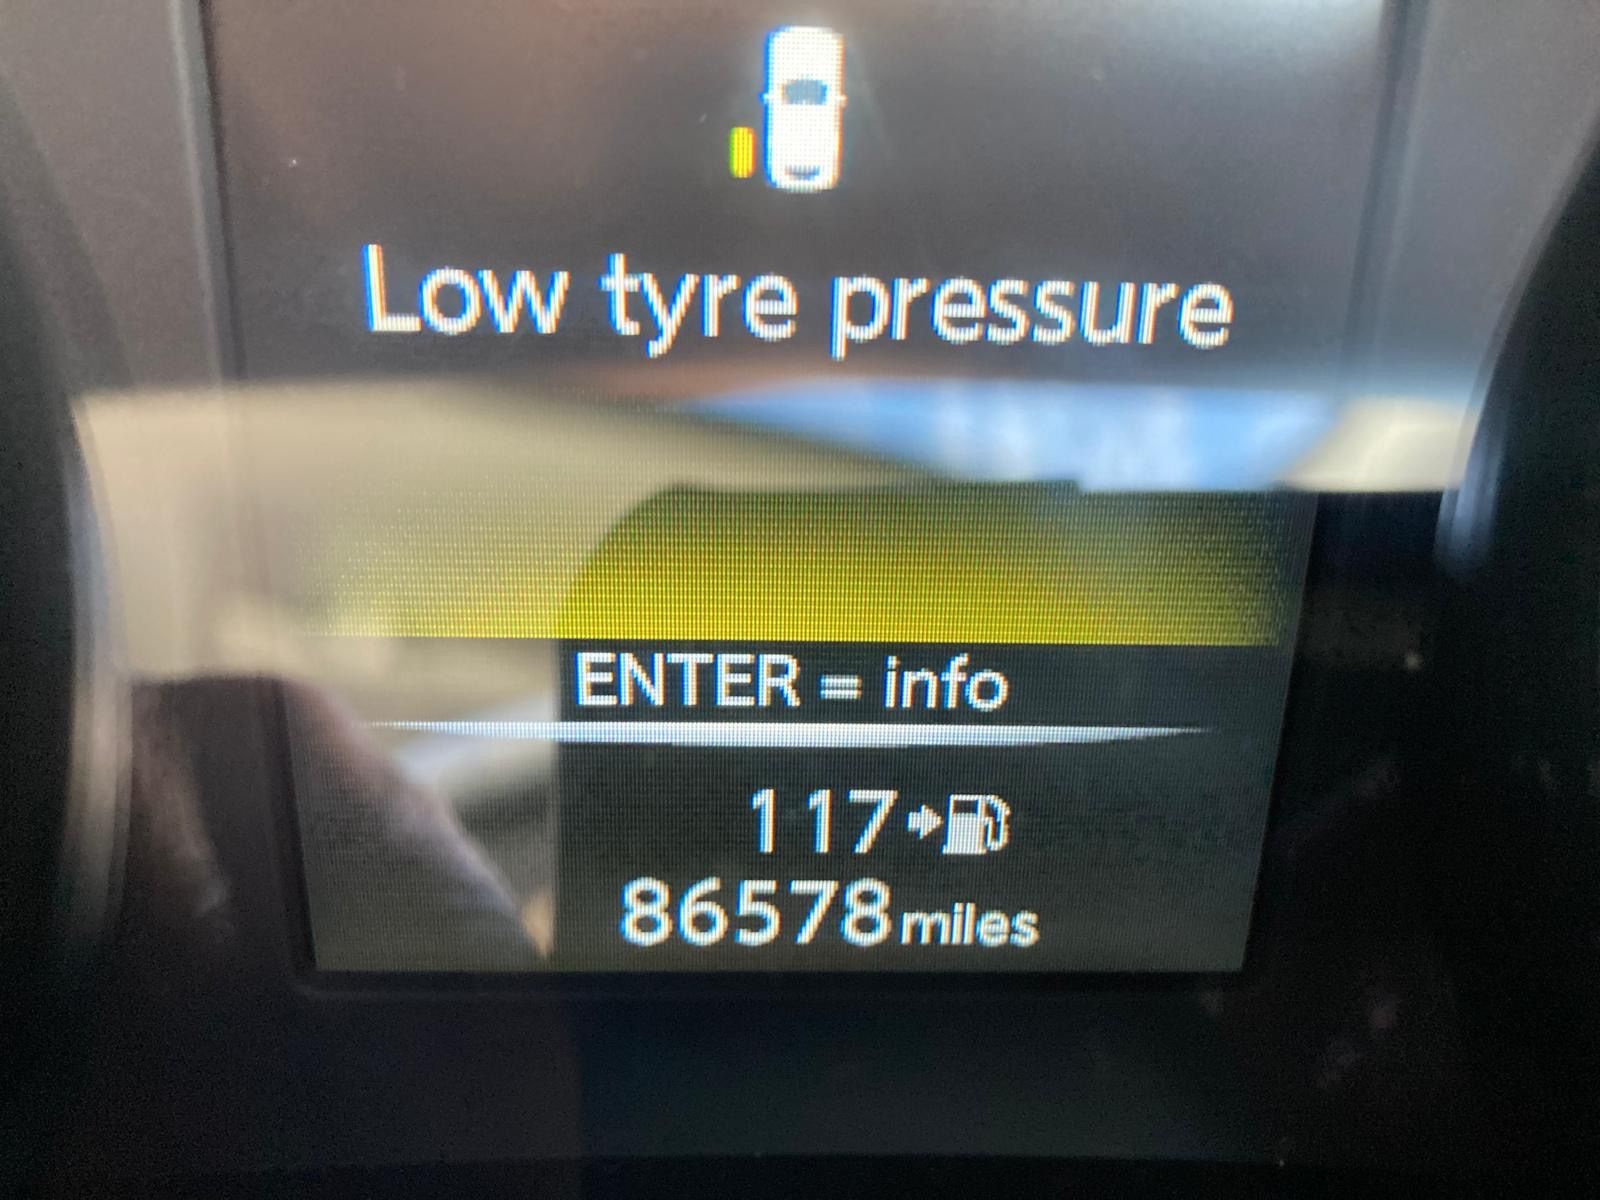 Low tyre pressure
ENTER = info
117
86578 miles